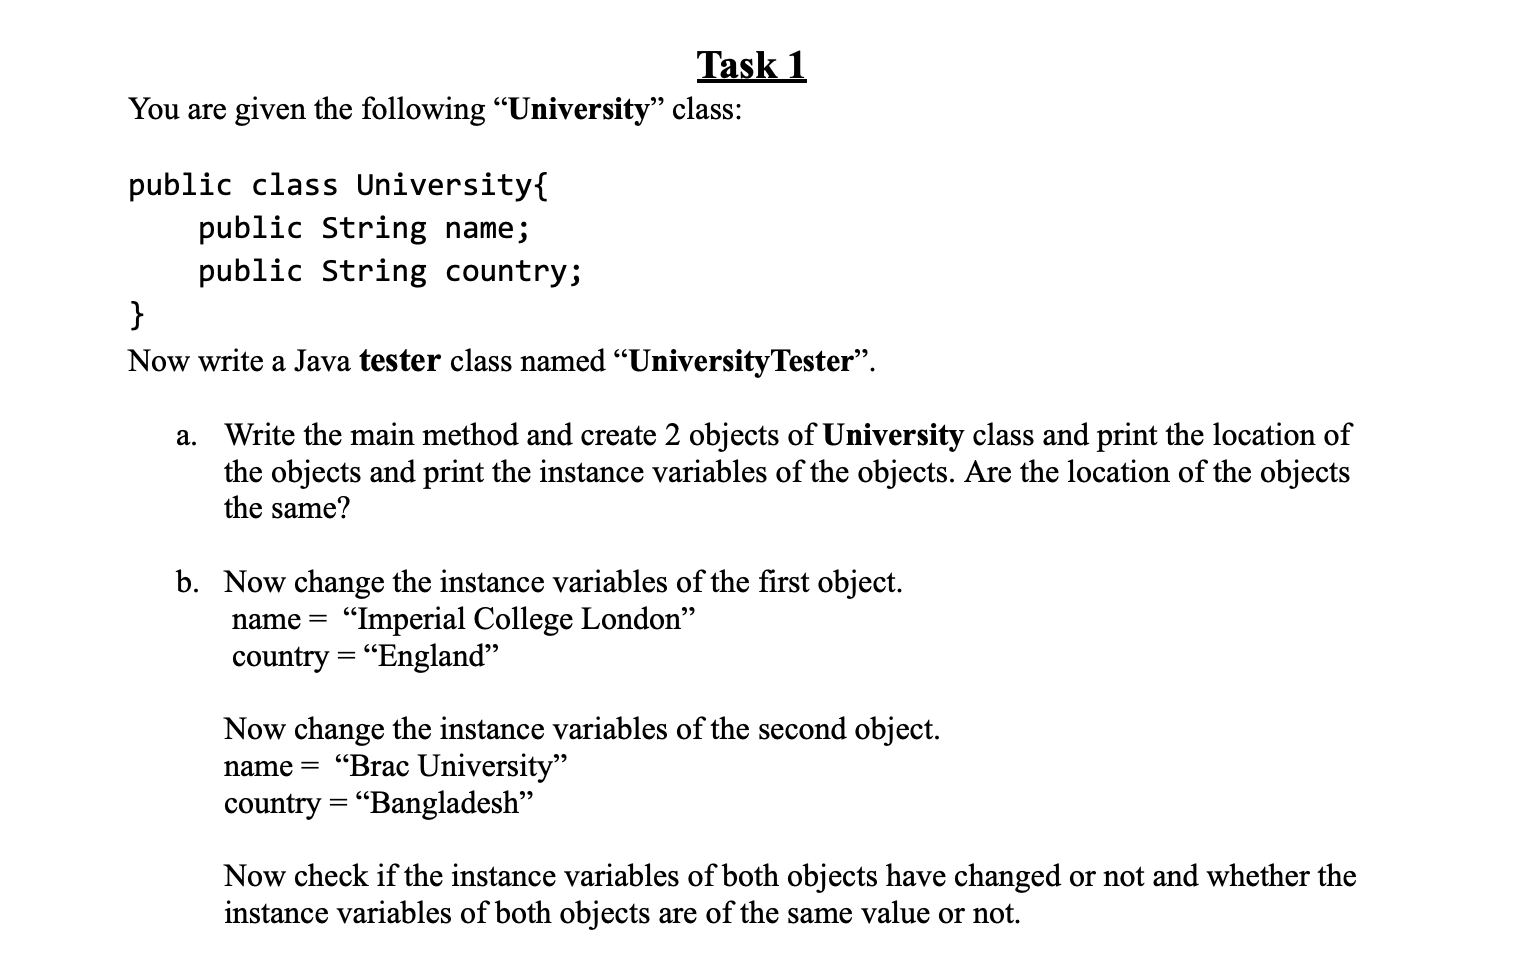 Task 1
You are given the following “University” class:
public class University{
public String name;
public String country;
}
Now write a Java tester class named “UniversityTester”.
a. Write the main method and create 2 objects of University class and print the location of
the objects and print the instance variables of the objects. Are the location of the objects
the same?
b. Now change the instance variables of the first object.
name = “Imperial College London”
country = “England”
Now change the instance variables of the second object.
name = “Brac University”
country = “Bangladesh”
Now check if the instance variables of both objects have changed or not and whether the
instance variables of both objects are of the same value or not.